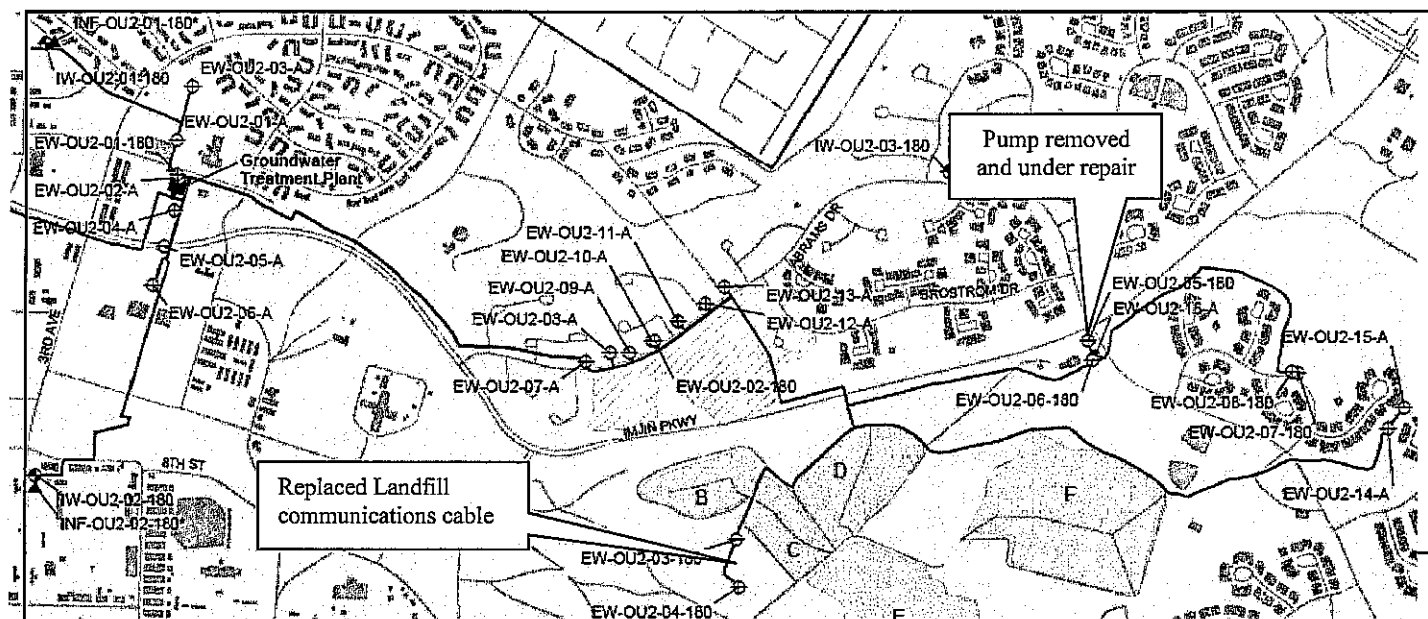 INF-OU2-01-180*
IW-OU2-01-180
EW-OU2-03-A
EW-OU2-01-A
EW-OU2-01-180
Groundwater
Treatment Plant
EW-OU2-02-A
EW-OU2-04-A
EW-OU2-05-A
EW-OU2-06-A
3RD AVE
IW-OU2-03-180
Pump removed
and under repair
ABRAMS DR
BROSTROM DR
EW-OU2-11-A
EW-OU2-10-A
EW-OU2-09-A
EW-OU2-03-A
EW-OU2-13-A
EW-OU2-12-A
EW-OU2-07-A
EW-OU2-02-180
EW-OU2-05-180
EW-OU2-06-180
EW-OU2-15-A
EW-OU2-08-180
EW-OU2-07-180
EW-OU2-14-A
IMJIN PKWY
8TH ST
IW-OU2-02-180
INF-OU2-02-180*
Replaced Landfill
communications cable
B
C
D
F
E
EW-OU2-03-180
EW-OU2-04-180